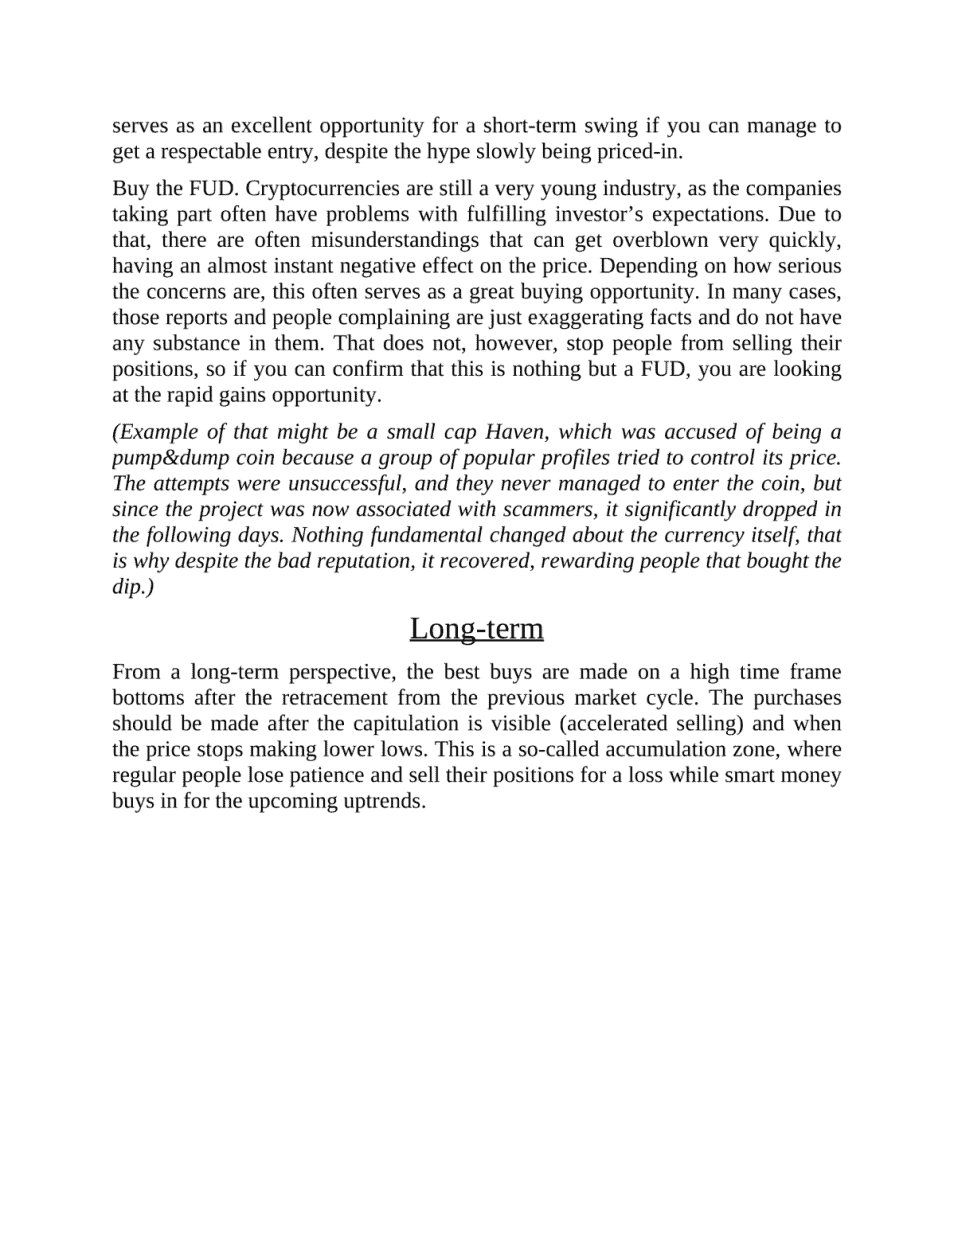 serves as an excellent opportunity for a short-term swing if you can manage to
get a respectable entry, despite the hype slowly being priced-in.
Buy the FUD. Cryptocurrencies are still a very young industry, as the companies
taking part often have problems with fulfilling investor’s expectations. Due to
that, there are often misunderstandings that can get overblown very quickly,
having an almost instant negative effect on the price. Depending on how serious
the concerns are, this often serves as a great buying opportunity. In many cases,
those reports and people complaining are just exaggerating facts and do not have
any substance in them. That does not, however, stop people from selling their
positions, so if you can confirm that this is nothing but a FUD, you are looking
at the rapid gains opportunity.
(Example of that might be a small cap Haven, which was accused of being a
pump&dump coin because a group of popular profiles tried to control its price.
The attempts were unsuccessful, and they never managed to enter the coin, but
since the project was now associated with scammers, it significantly dropped in
the following days. Nothing fundamental changed about the currency itself, that
is why despite the bad reputation, it recovered, rewarding people that bought the
dip.)
Long-term
From a long-term perspective, the best buys are made on a high time frame
bottoms after the retracement from the previous market cycle. The purchases
should be made after the capitulation is visible (accelerated selling) and when
the price stops making lower lows. This is a so-called accumulation zone, where
regular people lose patience and sell their positions for a loss while smart money
buys in for the upcoming uptrends.